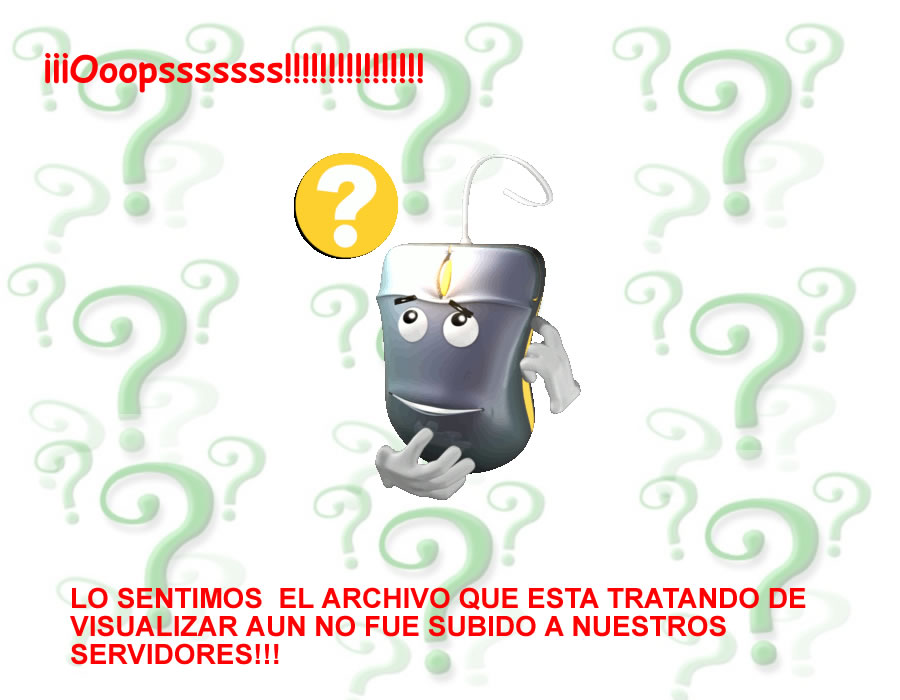 ¡¡¡Ooopsssssss!!!!!!!!!!!!!!!!
LO SENTIMOS EL ARCHIVO QUE ESTA TRATANDO DE
VISUALIZAR AUN NO FUE SUBIDO A NUESTROS
SERVIDORES!!!